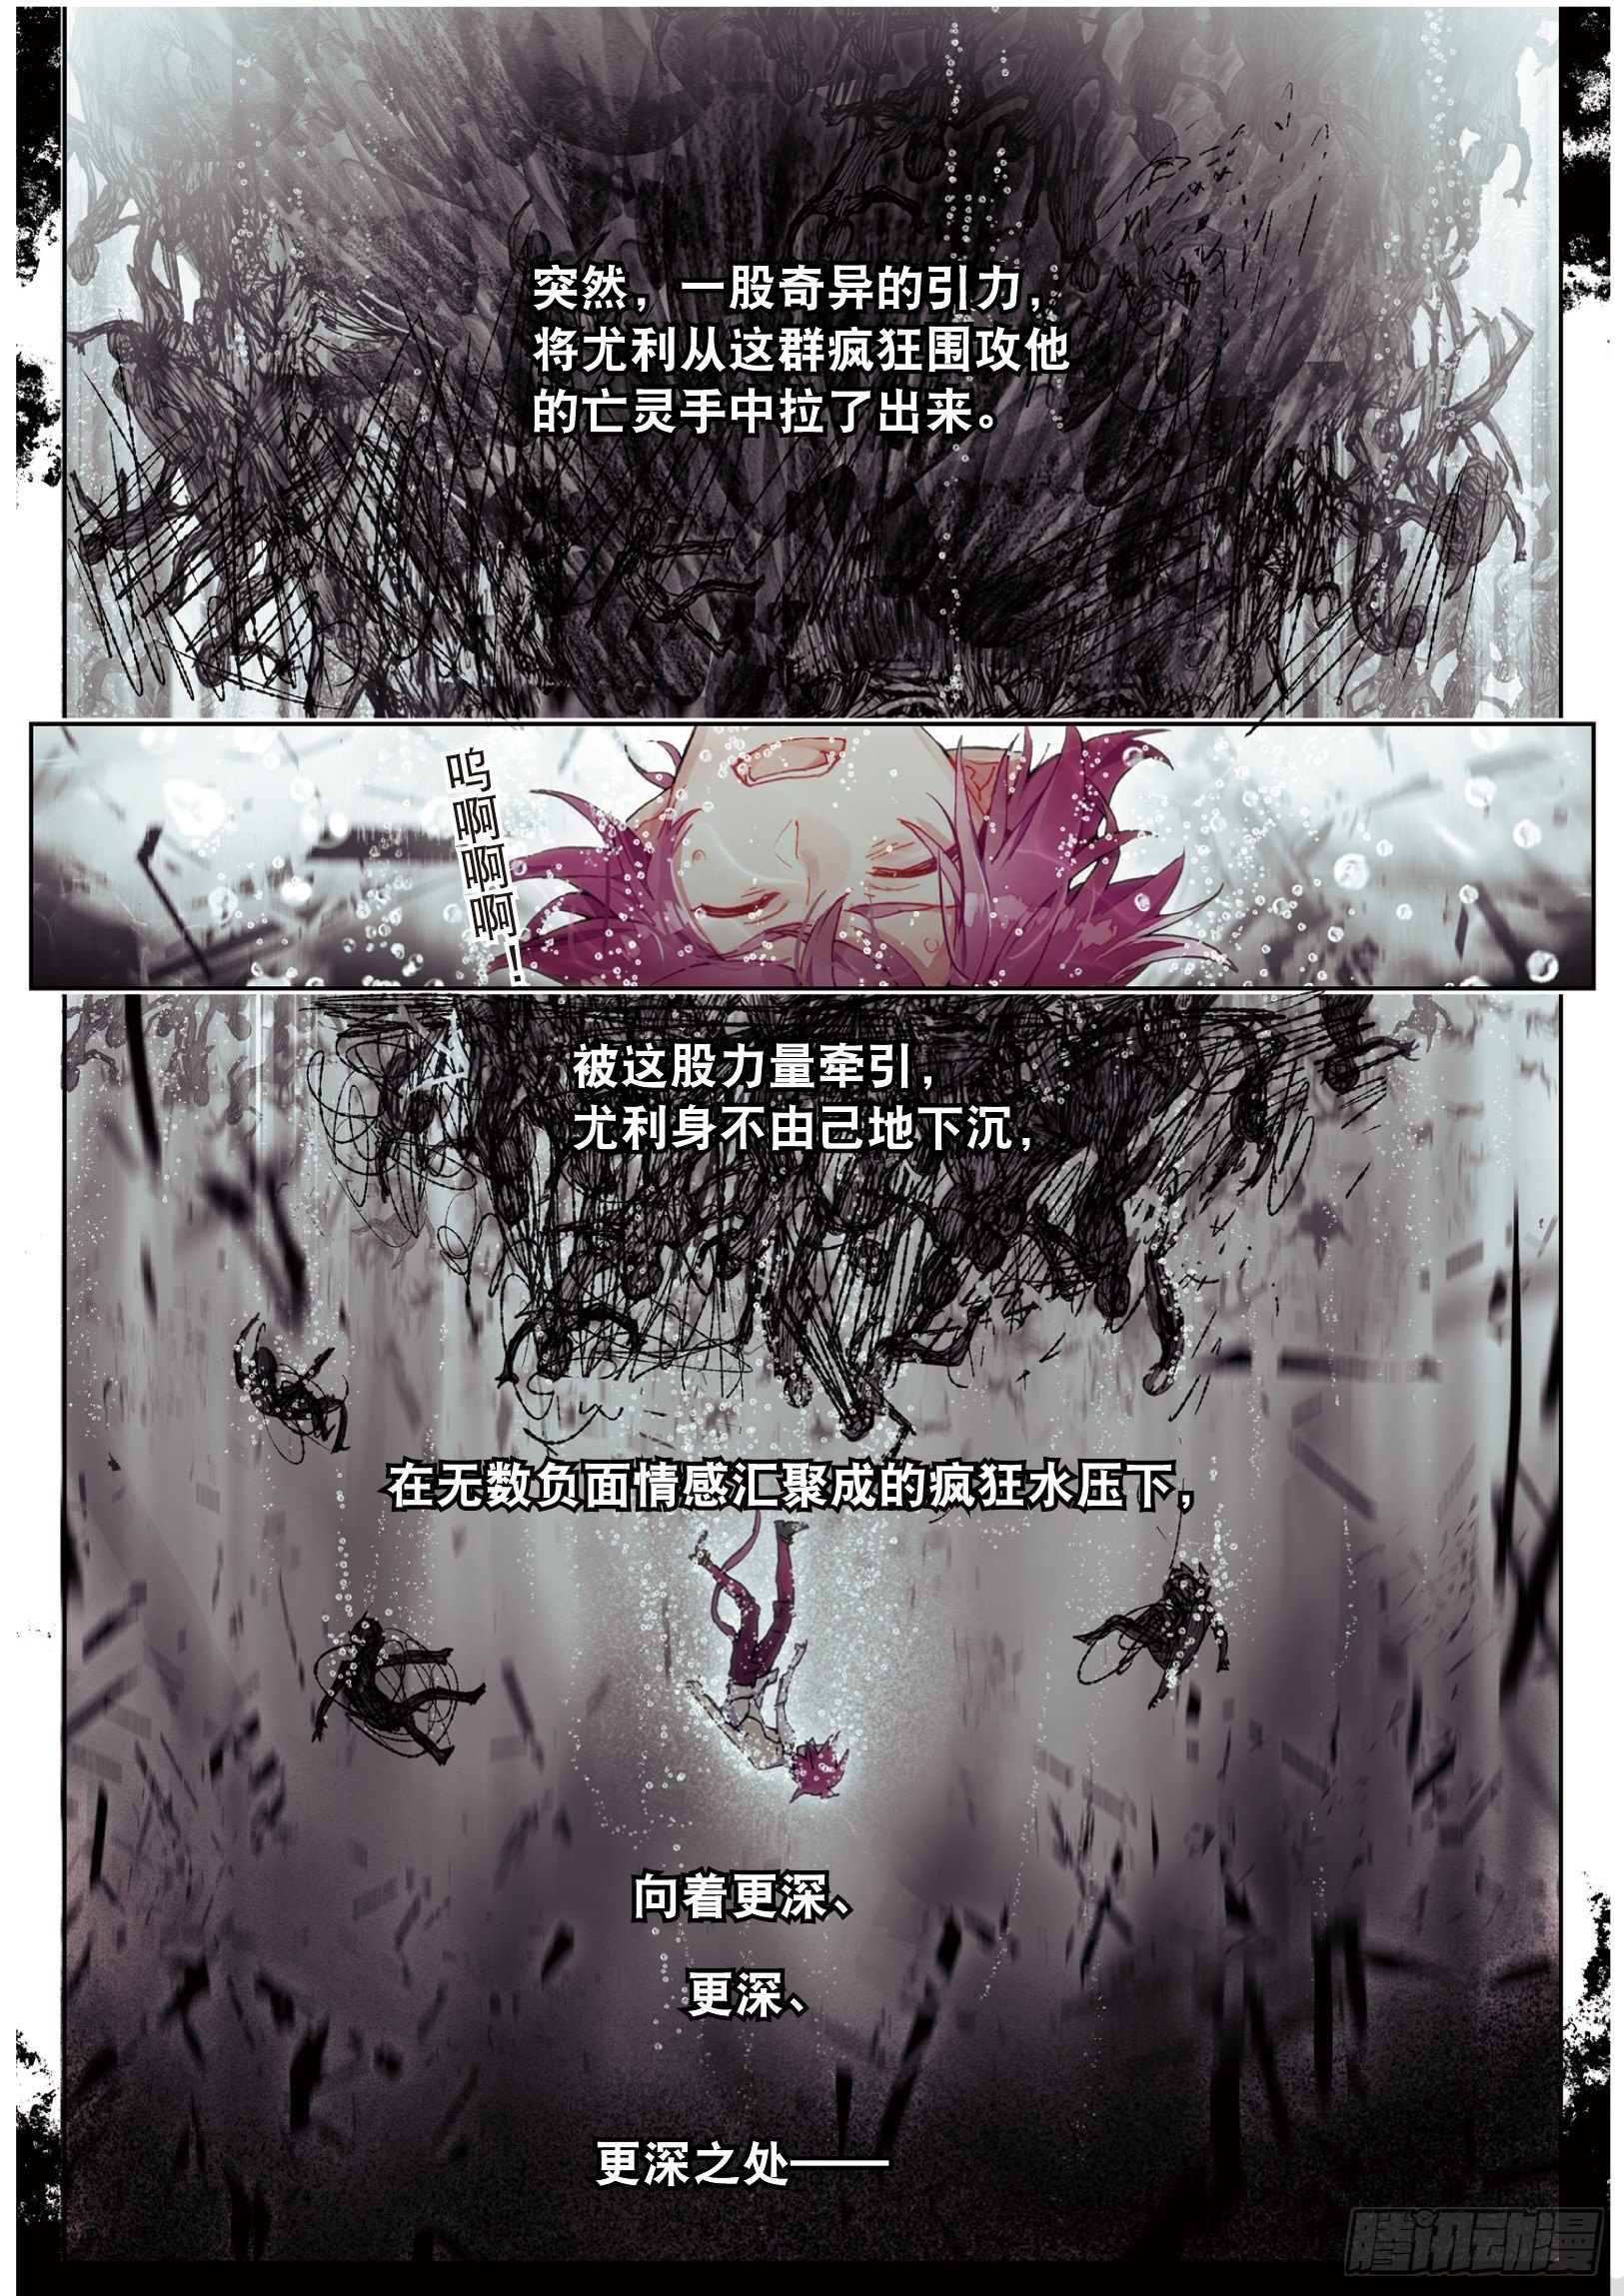 突然，一股奇异的引力，
将尤利从这群疯狂围攻他
的亡灵手中拉了出来。
呜啊啊啊！
被这股力量牵引，
尤利身不由己地下沉，
在无数负面情感汇聚成的疯狂水压下，
向着更深、
更深、
更深之处——
腾讯动漫